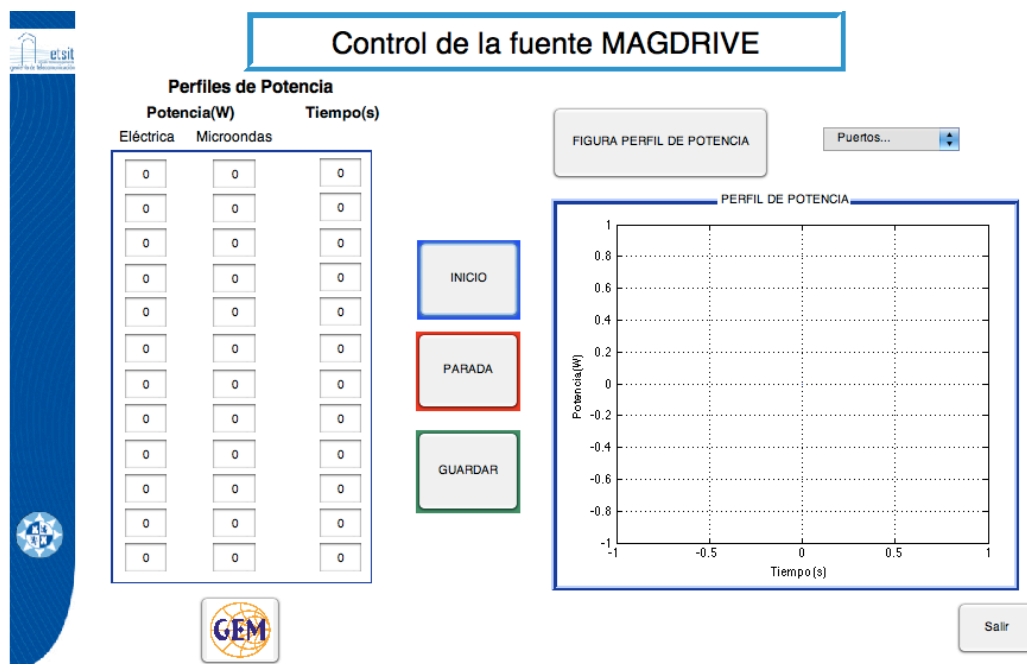 etsit
Control de la fuente MAGDRIVE
Perfiles de Potencia
Potencia(W) Tiempo(s)
Eléctrica Microondas
0 0 0
0 0 0
0 0 0
0 0 0
0 0 0
0 0 0
0 0 0
0 0 0
0 0 0
0 0 0
0 0 0
0 0 0
GEM
INICIO
PARADA
GUARDAR
FIGURA PERFIL DE POTENCIA
Puertos...
PERFIL DE POTENCIA
1
0.8
0.6
0.4
0.2
0
-0.2
-0.4
-0.6
-0.8
-1
Potencia(W)
-1 -0.5 0 0.5 1
Tiempo(s)
Salir